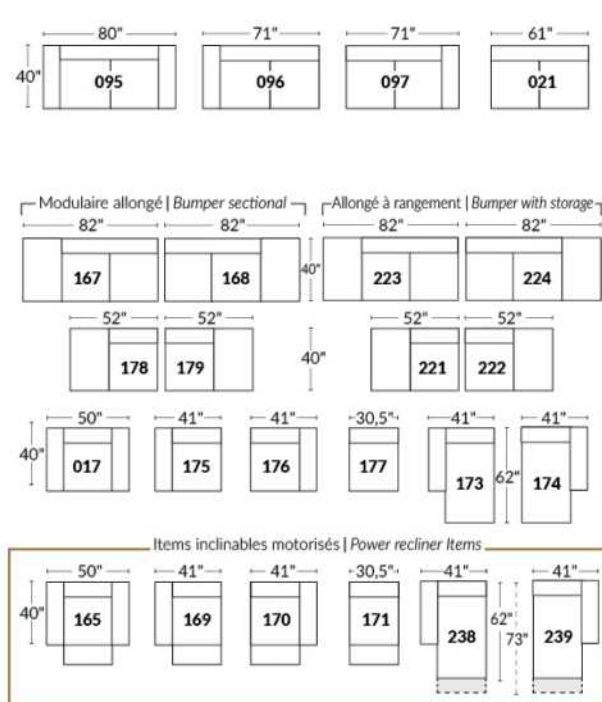 80" 71" 71" 61"
40" 095 096 097 021
Modulaire allongé | Bumper sectional Allongé à rangement | Bumper with storage
82" 82" 82" 82"
167 168 40" 223 224
52" 52" 52" 52"
178 179 40" 221 222
50" 41" 41" 30,5" 41" 41"
40" 017 175 176 177 173 62" 174
Items inclinables motorisés | Power recliner Items
50" 41" 41" 30,5" 41" 41"
40" 165 169 170 171 238 62" 73" 239